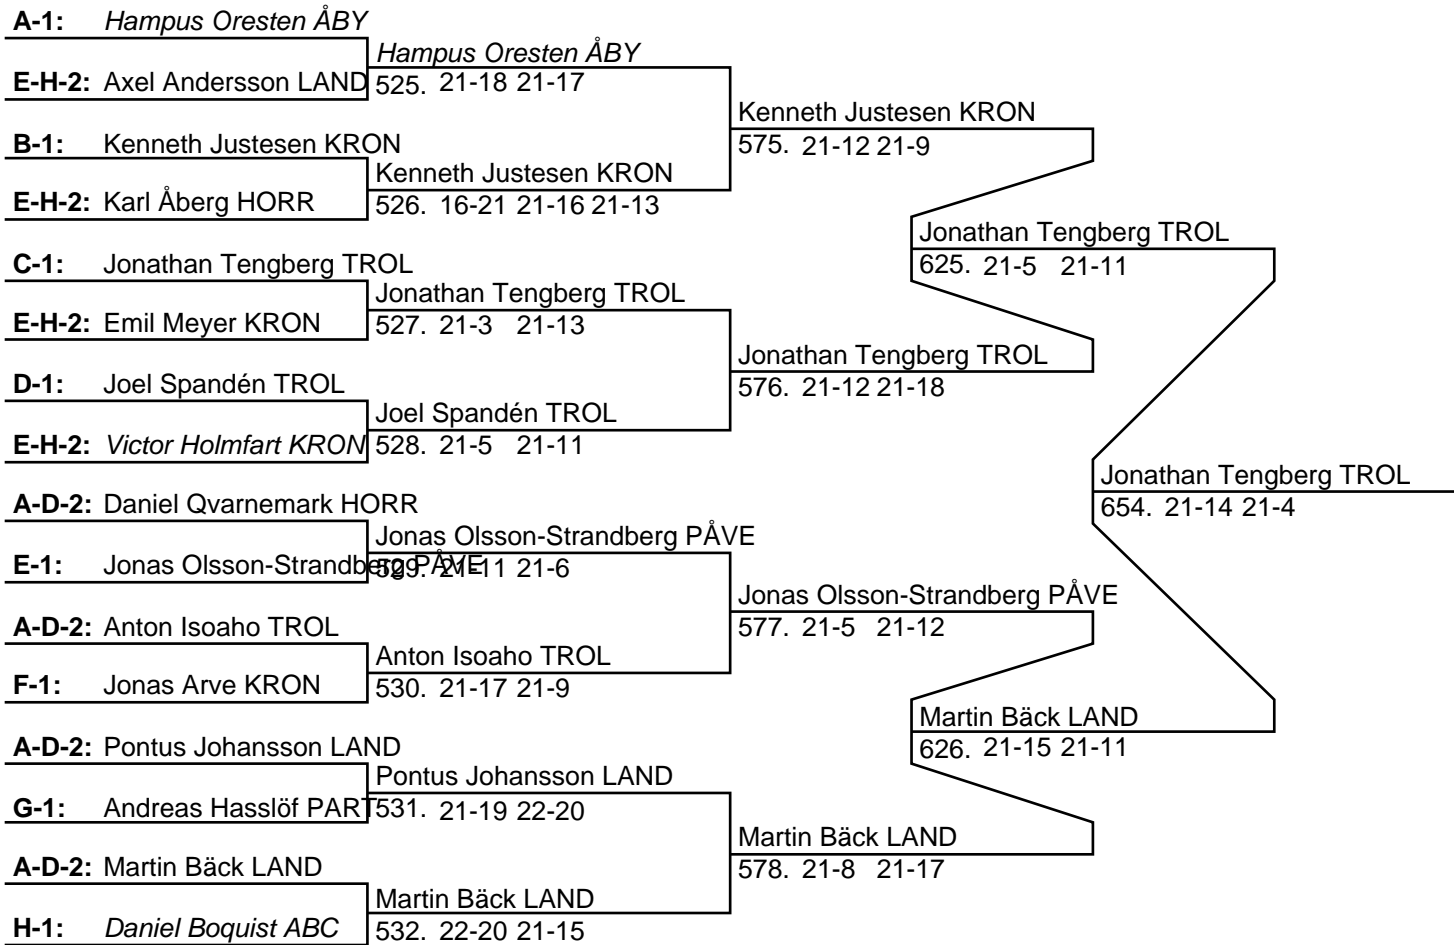 A-1: Hampus Oresten ÅBY
Hampus Oresten ÅBY
E-H-2: Axel Andersson LAND
525. 21-18 21-17
Kenneth Justesen KRON
575. 21-12 21-9
B-1: Kenneth Justesen KRON
Kenneth Justesen KRON
E-H-2: Karl Åberg HORR
526. 16-21 21-16 21-13
Jonathan Tengberg TROL
625. 21-5 21-11
C-1: Jonathan Tengberg TROL
Jonathan Tengberg TROL
E-H-2: Emil Meyer KRON
527. 21-3 21-13
Jonathan Tengberg TROL
576. 21-12 21-18
D-1: Joel Spandén TROL
Joel Spandén TROL
E-H-2: Victor Holmfart KRON
528. 21-5 21-11
Jonathan Tengberg TROL
654. 21-14 21-4
A-D-2: Daniel Qvarnemark HORR
Jonas Olsson-Strandberg PÅVE
E-1: Jonas Olsson-Strandberg PÅVE
529. 21-11 21-6
Jonas Olsson-Strandberg PÅVE
577. 21-5 21-12
A-D-2: Anton Isoaho TROL
Anton Isoaho TROL
F-1: Jonas Arve KRON
530. 21-17 21-9
Martin Bäck LAND
626. 21-15 21-11
A-D-2: Pontus Johansson LAND
Pontus Johansson LAND
G-1: Andreas Hasslöf PART
531. 21-19 22-20
Martin Bäck LAND
578. 21-8 21-17
A-D-2: Martin Bäck LAND
Martin Bäck LAND
H-1: Daniel Boquist ABC
532. 22-20 21-15